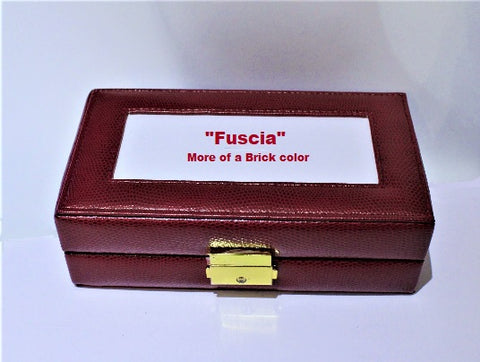 "Fuscia"
More of a Brick color